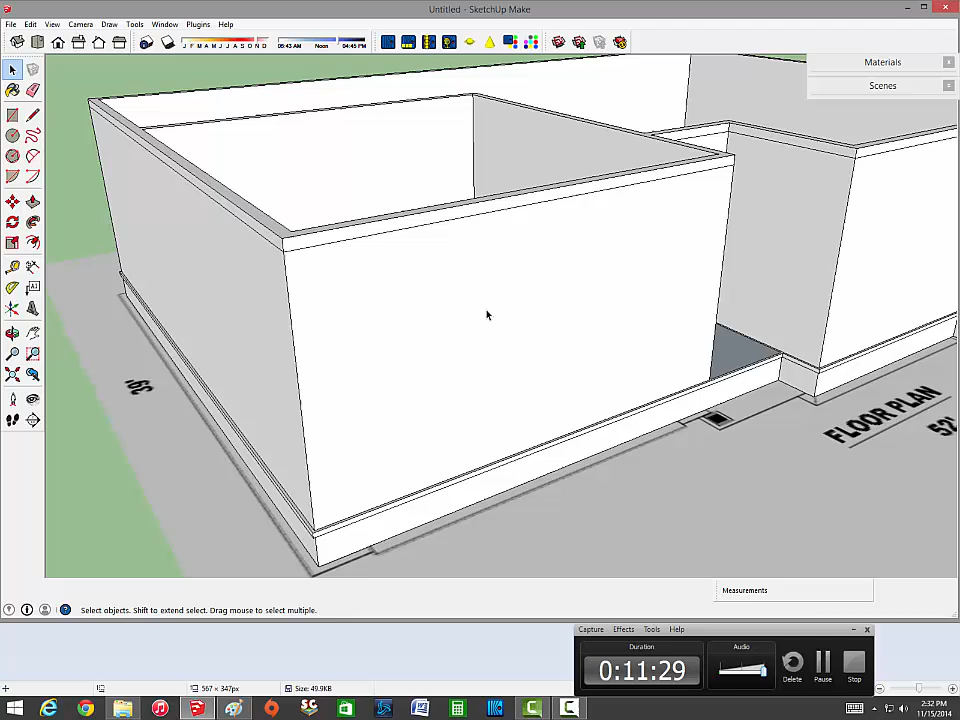 Untitled - SketchUp Make
File Edit View Camera Draw Tools Window Plugins Help
J F M A M J J A S O N D 06:43 AM Noon 04:45 PM
Materials
Scenes
A1
39'
FLOOR PLAN
52'
Measurements
Select objects. Shift to extend select. Drag mouse to select multiple.
Capture Effects Tools Help
Duration
Audio
0:11:29
Delete Pause Stop
567 × 347px
Size: 49.9KB
SC
2:32 PM
11/15/2014